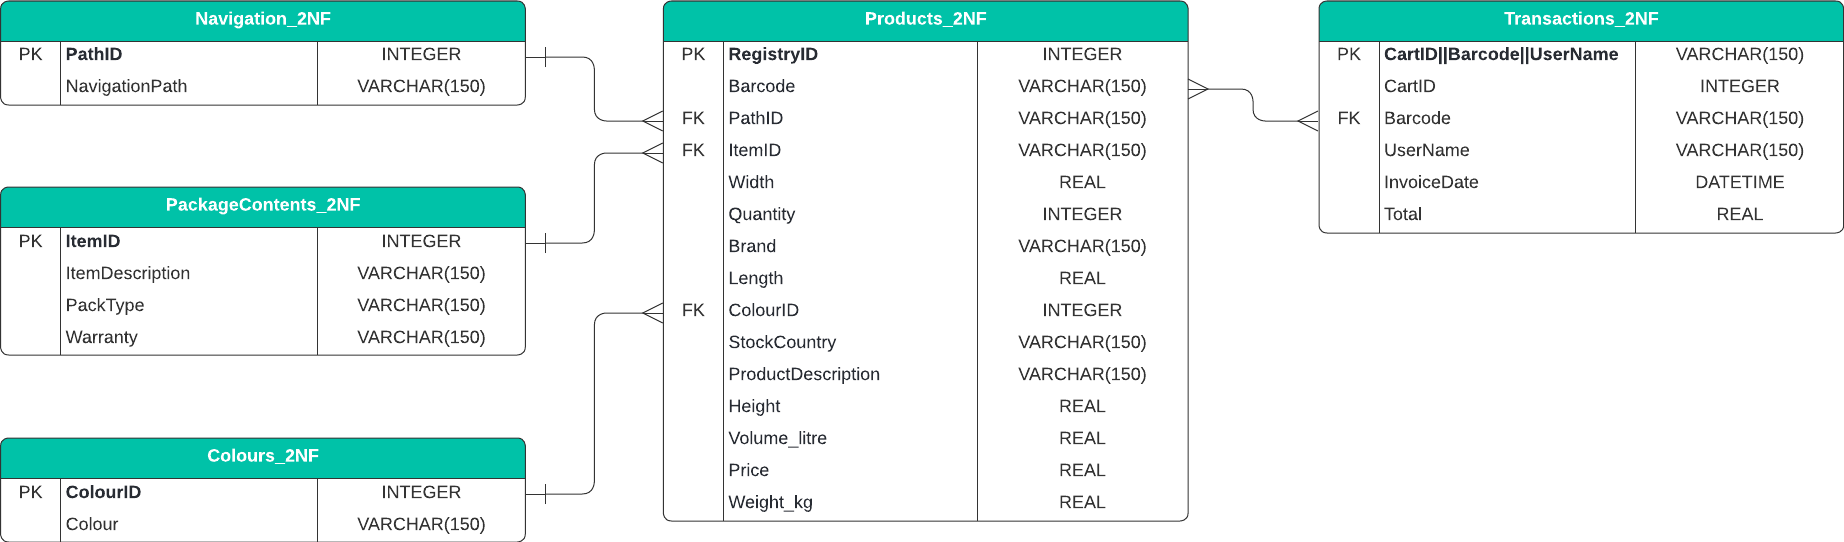 Navigation_2NF
PK PathID INTEGER
NavigationPath VARCHAR(150)
PackageContents_2NF
PK ItemID INTEGER
ItemDescription VARCHAR(150)
PackType VARCHAR(150)
Warranty VARCHAR(150)
Colours_2NF
PK ColourID INTEGER
Colour VARCHAR(150)
Products_2NF
PK RegistryID INTEGER
Barcode VARCHAR(150)
FK PathID VARCHAR(150)
FK ItemID VARCHAR(150)
Width REAL
Quantity INTEGER
Brand VARCHAR(150)
Length REAL
FK ColourID INTEGER
StockCountry VARCHAR(150)
ProductDescription VARCHAR(150)
Height REAL
Volume_litre REAL
Price REAL
Weight_kg REAL
Transactions_2NF
PK CartID||Barcode||UserName VARCHAR(150)
CartID INTEGER
FK Barcode VARCHAR(150)
UserName VARCHAR(150)
InvoiceDate DATETIME
Total REAL